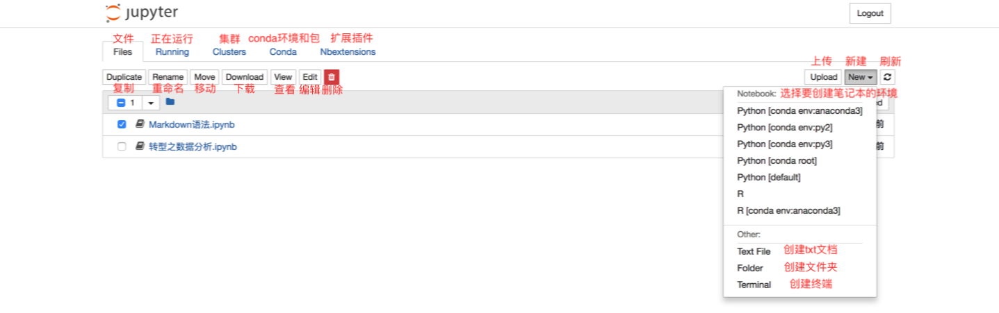 jupyter
Logout
文件 正在运行 集群 conda环境和包 扩展插件
Files Running Clusters Conda Nbextensions
上传 新建 刷新
Duplicate Rename Move Download View Edit Upload New
复制 重命名 移动 下载 查看 编辑 删除
Notebook: 选择要创建笔记本的环境
1
Python [conda env:anaconda3]
Markdown语法.ipynb 前
Python [conda env:py2]
Python [conda env:py3]
转型之数据分析.ipynb 前
Python [conda root]
Python [default]
R
R [conda env:anaconda3]
Other:
Text File 创建txt文档
Folder 创建文件夹
Terminal 创建终端